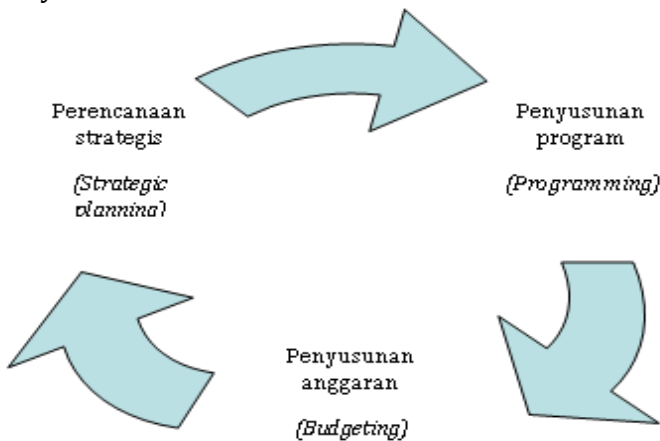 Perencanaan
strategis
(Strategic
planning)
Penyusunan
program
(Programming)
Penyusunan
anggaran
(Budgeting)